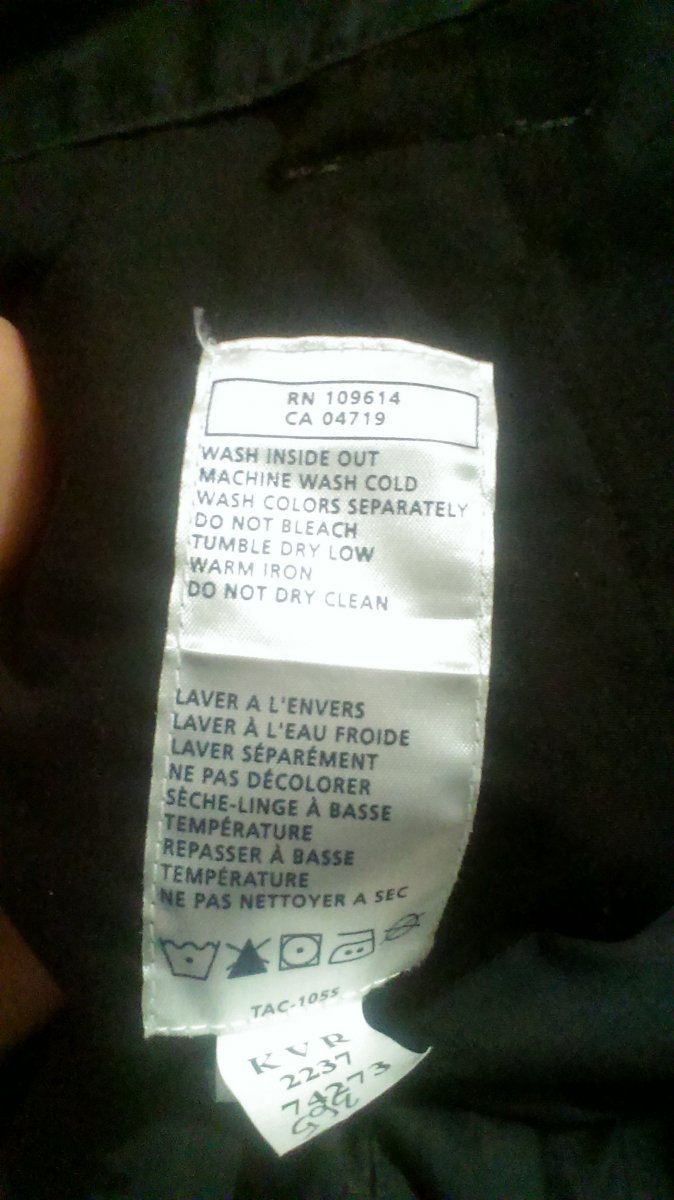 RN 109614
CA 04719
WASH INSIDE OUT
MACHINE WASH COLD
WASH COLORS SEPARATELY
DO NOT BLEACH
TUMBLE DRY LOW
WARM IRON
DO NOT DRY CLEAN
LAVER A L'ENVERS
LAVER À L'EAU FROIDE
LAVER SÉPARÉMENT
NE PAS DÉCOLORER
SÈCHE-LINGE À BASSE
TEMPÉRATURE
REPASSER À BASSE
TEMPÉRATURE
NE PAS NETTOYER A SEC
TAC-1055
KVR
2237
74273